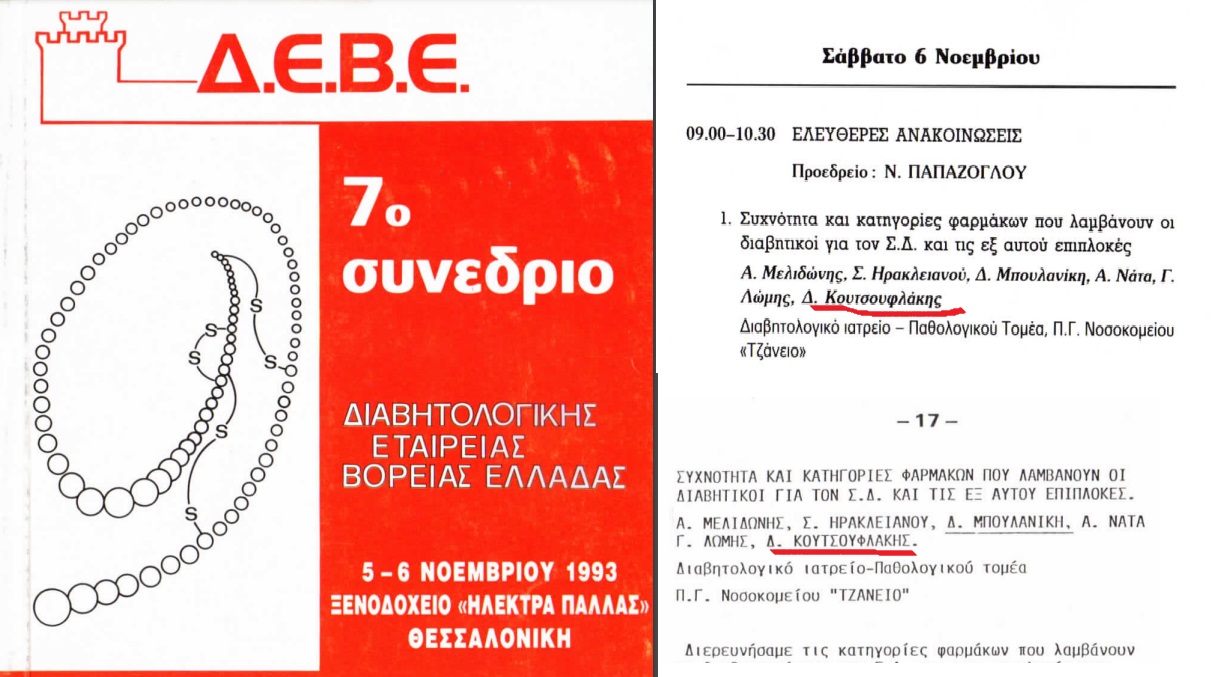 Δ.Ε.Β.Ε.
7ο
συνεδριο
S
S
S
S
S
S
ΔΙΑΒΗΤΟΛΟΓΙΚΗΣ
ΕΤΑΙΡΕΙΑΣ
ΒΟΡΕΙΑΣ ΕΛΛΑΔΑΣ
5 – 6 ΝΟΕΜΒΡΙΟΥ 1993
ΞΕΝΟΔΟΧΕΙΟ «ΗΛΕΚΤΡΑ ΠΑΛΛΑΣ»
ΘΕΣΣΑΛΟΝΙΚΗ
Σάββατο 6 Νοεμβρίου
09.00–10.30 ΕΛΕΥΘΕΡΕΣ ΑΝΑΚΟΙΝΩΣΕΙΣ
Προεδρείο : Ν. ΠΑΠΑΖΟΓΛΟΥ
1. Συχνότητα και κατηγορίες φαρμάκων που λαμβάνουν οι
διαβητικοί για τον Σ.Δ. και τις εξ αυτού επιπλοκές
Α. Μελιδώνης, Σ. Ηρακλειανού, Δ. Μπουλανίκη, Α. Νάτα, Γ.
Λώμης, Δ. Κουτσουφλάκης
Διαβητολογικό ιατρείο – Παθολογικού Τομέα, Π.Γ. Νοσοκομείου
«Τζάνειο»
– 17 –
ΣΥΧΝΟΤΗΤΑ ΚΑΙ ΚΑΤΗΓΟΡΙΕΣ ΦΑΡΜΑΚΩΝ ΠΟΥ ΛΑΜΒΑΝΟΥΝ ΟΙ
ΔΙΑΒΗΤΙΚΟΙ ΓΙΑ ΤΟΝ Σ.Δ. ΚΑΙ ΤΙΣ ΕΞ ΑΥΤΟΥ ΕΠΙΠΛΟΚΕΣ.
Α. ΜΕΛΙΔΩΝΗΣ, Σ. ΗΡΑΚΛΕΙΑΝΟΥ, Δ. ΜΠΟΥΛΑΝΙΚΗ, Α. ΝΑΤΑ
Γ. ΛΩΜΗΣ, Δ. ΚΟΥΤΣΟΥΦΛΑΚΗΣ.
Διαβητολογικό ιατρείο-Παθολογικού τομέα
Π.Γ. Νοσοκομείου "ΤΖΑΝΕΙΟ"
Διερευνήσαμε τις κατηγορίες φαρμάκων που λαμβάνουν